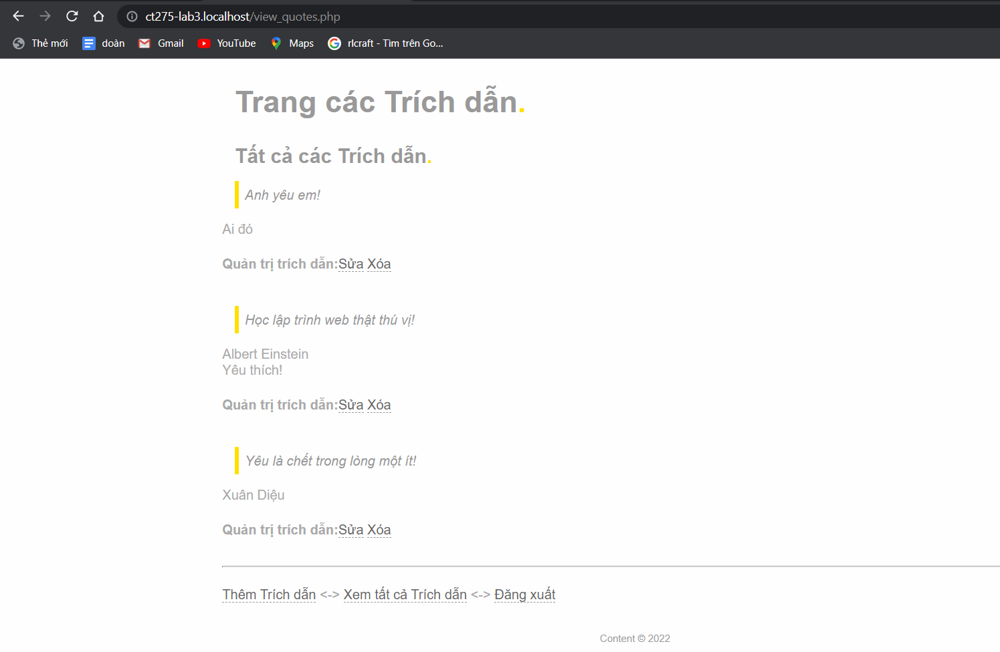 ct275-lab3.localhost/view_quotes.php
Thẻ mới doàn Gmail YouTube Maps rlcraft - Tìm trên Go...
Trang các Trích dẫn.
Tất cả các Trích dẫn.
Anh yêu em!
Ai đó
Quản trị trích dẫn:Sửa Xóa
Học lập trình web thật thú vị!
Albert Einstein
Yêu thích!
Quản trị trích dẫn:Sửa Xóa
Yêu là chết trong lòng một ít!
Xuân Diệu
Quản trị trích dẫn:Sửa Xóa
Thêm Trích dẫn <-> Xem tất cả Trích dẫn <-> Đăng xuất
Content © 2022